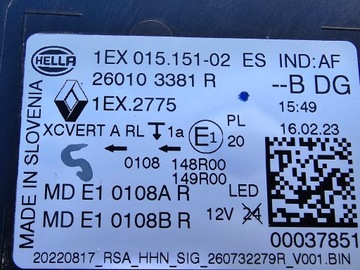 HELLA 1EX 015.151-02 ES IND:AF
26010 3381 R --B DG
1EX.2775 15:49
XCVERT A RL 1a E1 PL 16.02.23
20
5 0108 148R00
149R00
MD E1 0108A R LED
MD E1 0108B R 12V 24 00037851
20220817_RSA_HHN_SIG_260732279R_V001.BIN
MADE IN SLOVENIA